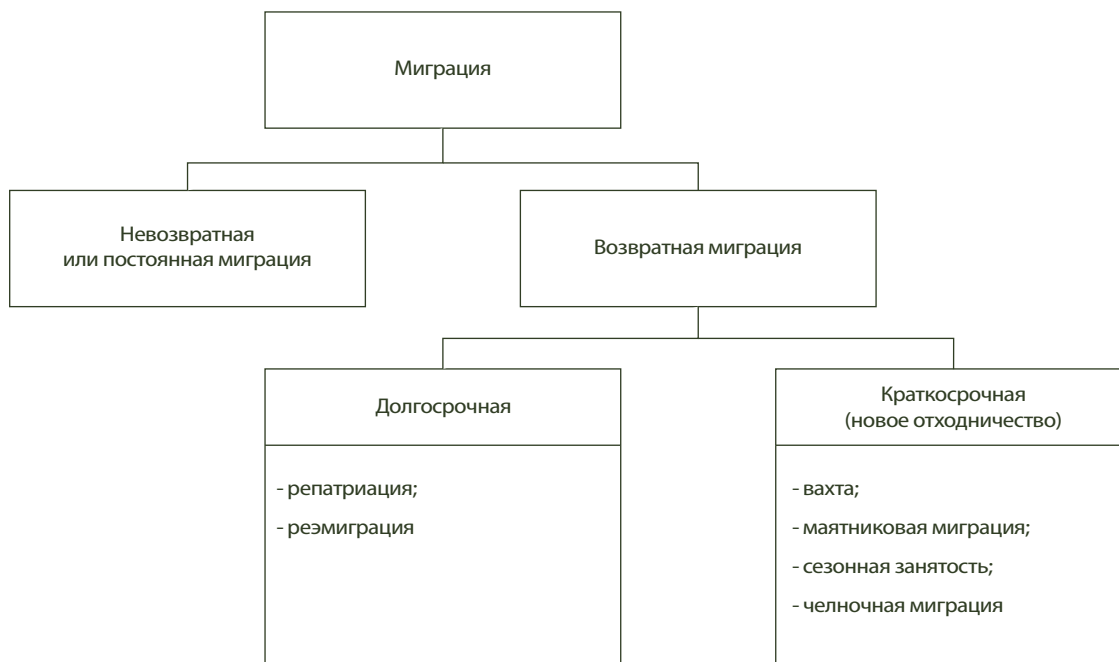 Миграция
Невозвратная
или постоянная миграция
Возвратная миграция
Долгосрочная
- репатриация;
- реэмиграция
Краткосрочная
(новое отходничество)
- вахта;
- маятниковая миграция;
- сезонная занятость;
- челночная миграция